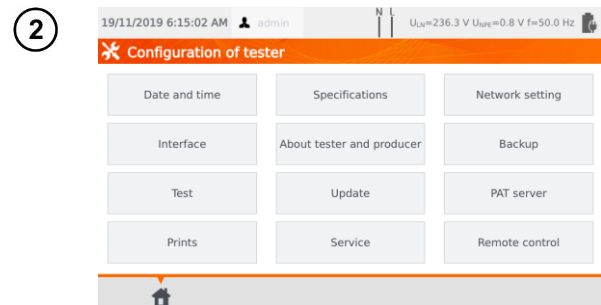 2
19/11/2019 6:15:02 AM admin N L U_LN=236.3 V U_NPE=0.8 V f=50.0 Hz
Configuration of tester
Date and time Specifications Network setting
Interface About tester and producer Backup
Test Update PAT server
Prints Service Remote control